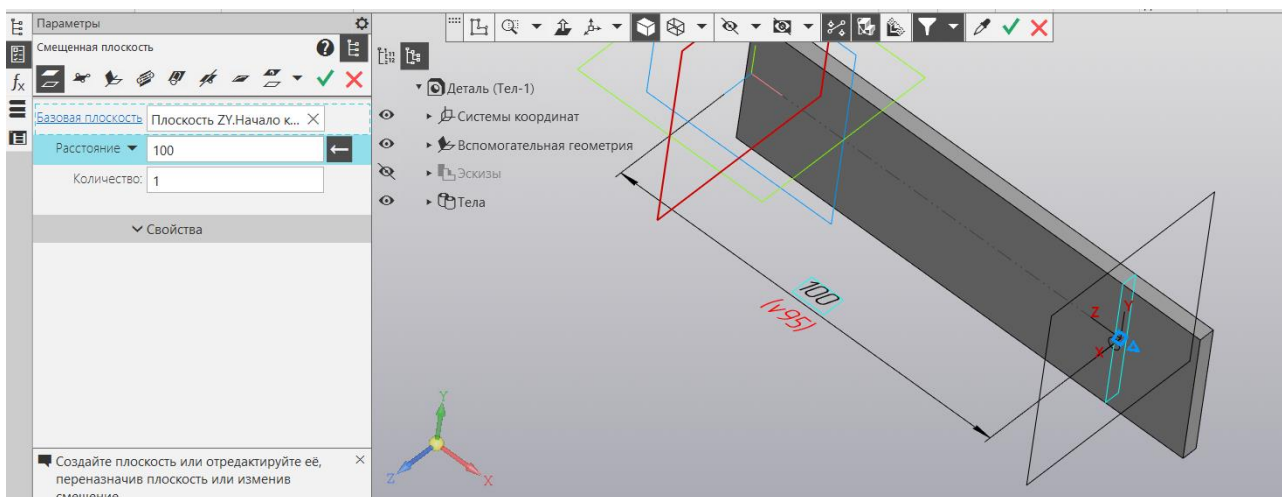 Параметры
Смещенная плоскость
Базовая плоскость Плоскость ZY.Начало к...
Расстояние 100
Количество: 1
Свойства
Создайте плоскость или отредактируйте её,
переназначив плоскость или изменив
смещение
Деталь (Тел-1)
Системы координат
Вспомогательная геометрия
Эскизы
Тела
100
(v95)
Z Y
X
Y
Z X